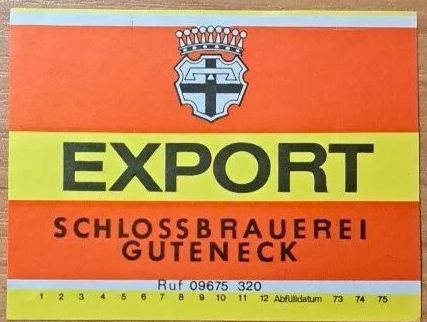 EXPORT
SCHLOSSBRAUEREI
GUTENECK
Ruf 09675 320
1 2 3 4 5 6 7 8 9 10 11 12 Abfülldatum 73 74 75